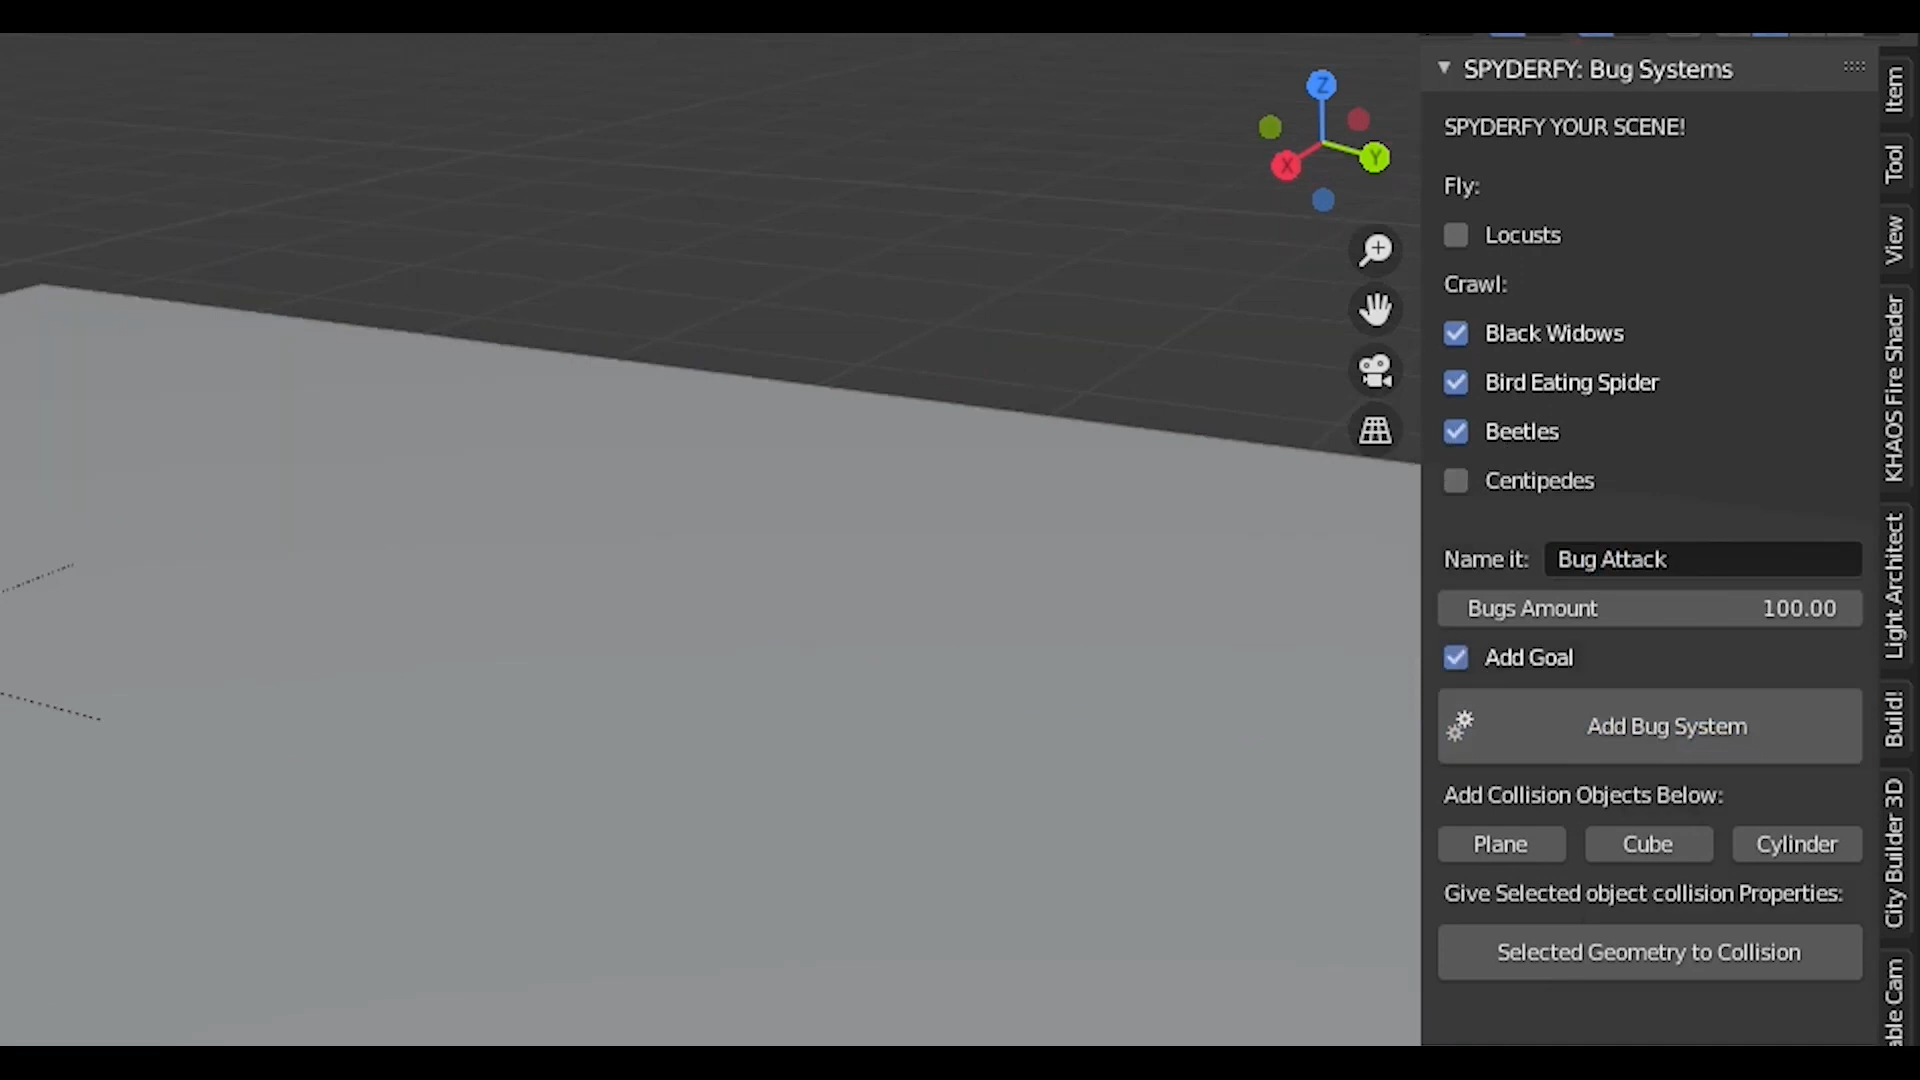 SPYDERFY: Bug Systems
SPYDERFY YOUR SCENE!
Fly:
Locusts
Crawl:
Black Widows
Bird Eating Spider
Beetles
Centipedes
Name it: Bug Attack
Bugs Amount 100.00
Add Goal
Add Bug System
Add Collision Objects Below:
Plane Cube Cylinder
Give Selected object collision Properties:
Selected Geometry to Collision
Z
Y
X
Item
Tool
View
KHAOS Fire Shader
Light Architect
Build!
City Builder 3D
able Cam